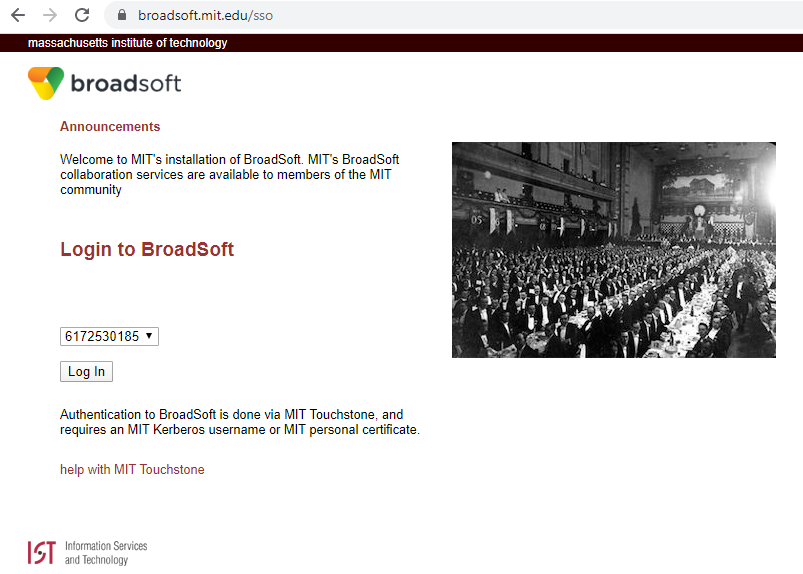 broadsoft.mit.edu/sso
massachusetts institute of technology
broadsoft
Announcements
Welcome to MIT's installation of BroadSoft. MIT's BroadSoft
collaboration services are available to members of the MIT
community
Login to BroadSoft
05
6172530185
Log In
Authentication to BroadSoft is done via MIT Touchstone, and
requires an MIT Kerberos username or MIT personal certificate.
help with MIT Touchstone
IST Information Services
and Technology